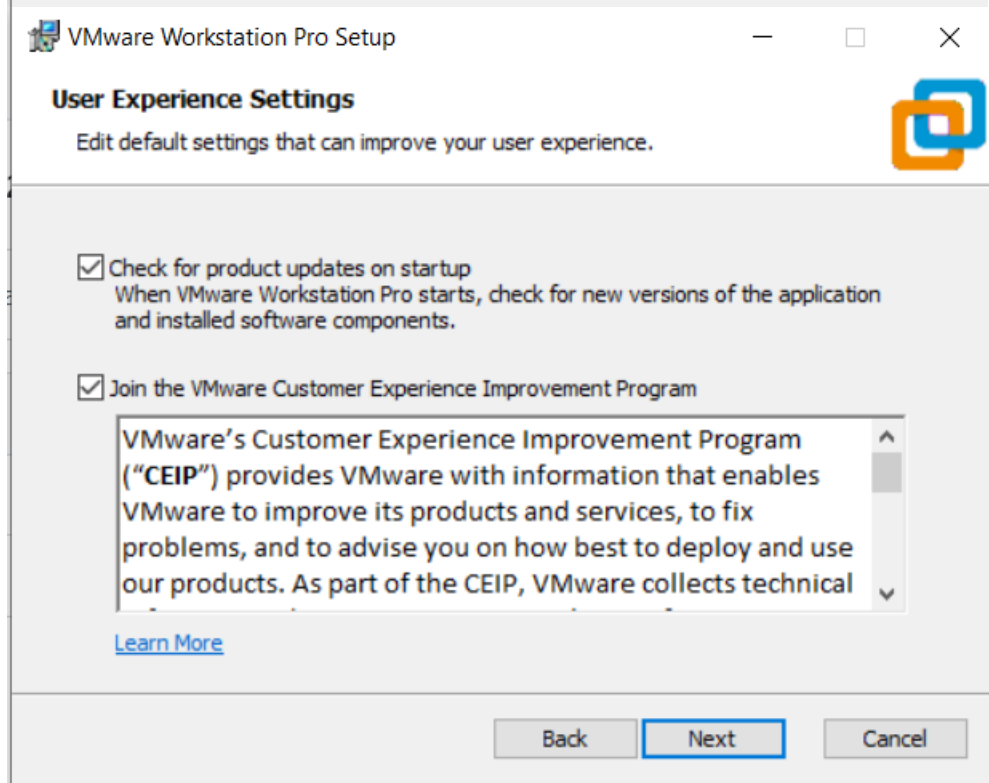 VMware Workstation Pro Setup
User Experience Settings
Edit default settings that can improve your user experience.
Check for product updates on startup
When VMware Workstation Pro starts, check for new versions of the application
and installed software components.
Join the VMware Customer Experience Improvement Program
VMware’s Customer Experience Improvement Program
(“CEIP”) provides VMware with information that enables
VMware to improve its products and services, to fix
problems, and to advise you on how best to deploy and use
our products. As part of the CEIP, VMware collects technical
Learn More
Back
Next
Cancel